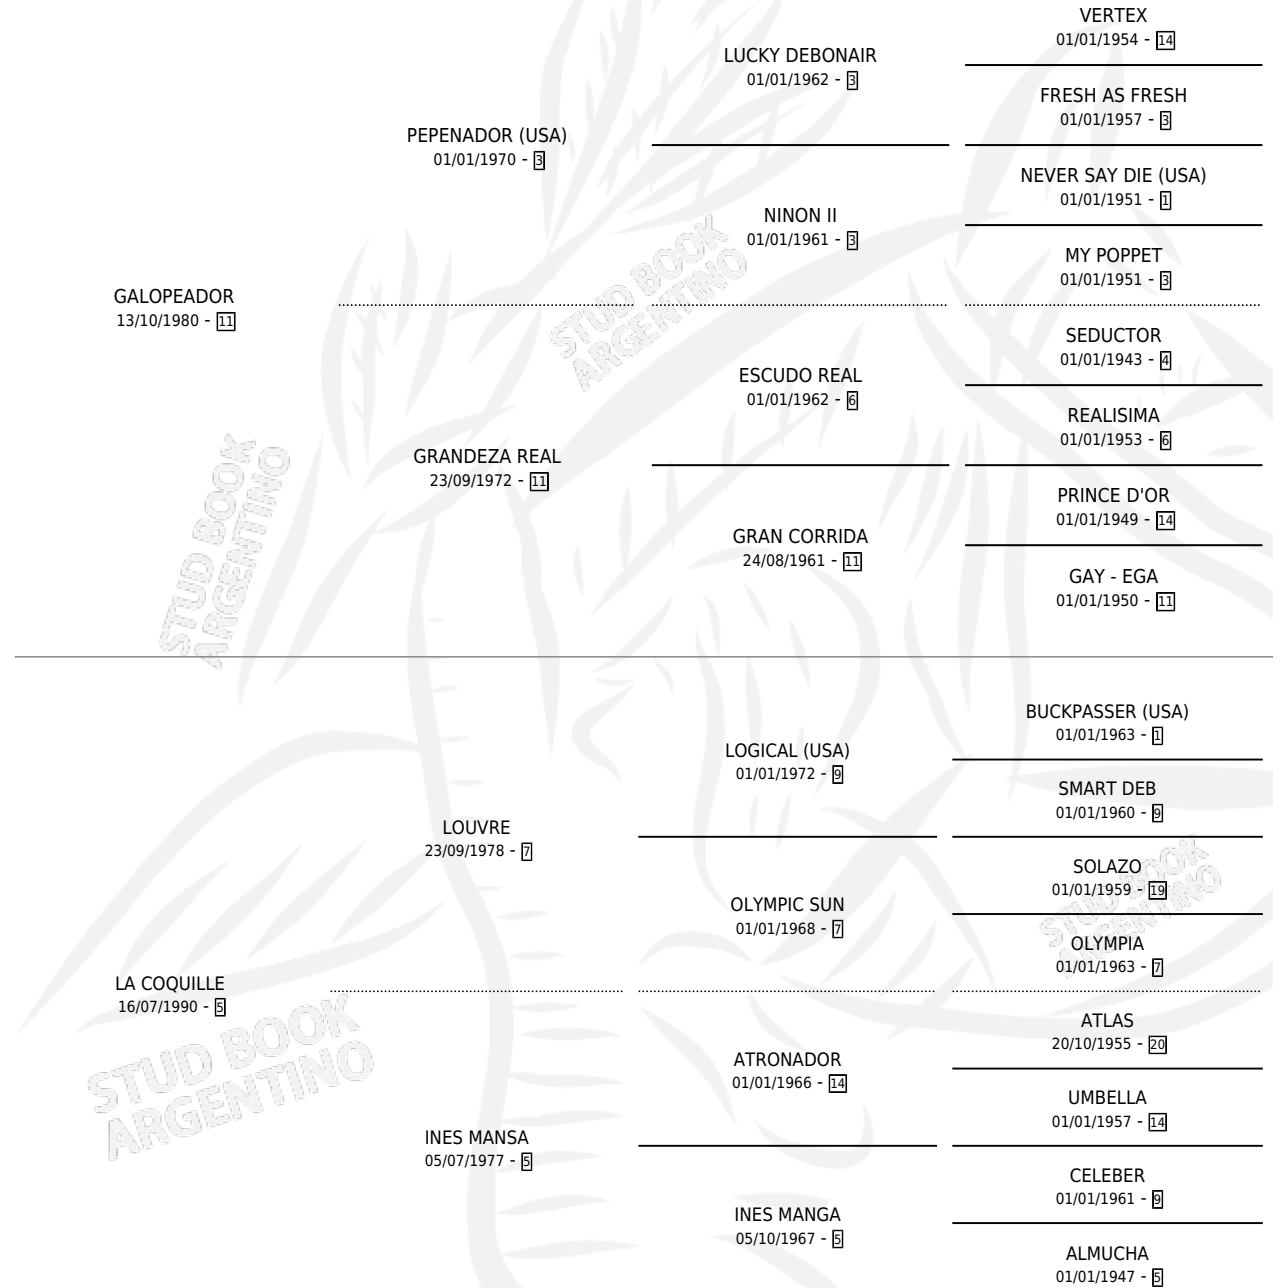 VERTEX
01/01/1954 - 14
LUCKY DEBONAIR
01/01/1962 - 3
FRESH AS FRESH
01/01/1957 - 3
PEPENADOR (USA)
01/01/1970 - 3
NEVER SAY DIE (USA)
01/01/1951 - 1
NINON II
01/01/1961 - 3
MY POPPET
01/01/1951 - 3
GALOPEADOR
13/10/1980 - 11
SEDUCTOR
01/01/1943 - 4
ESCUDO REAL
01/01/1962 - 6
REALISIMA
01/01/1953 - 6
GRANDEZA REAL
23/09/1972 - 11
PRINCE D'OR
01/01/1949 - 14
GRAN CORRIDA
24/08/1961 - 11
GAY - EGA
01/01/1950 - 11
BUCKPASSER (USA)
01/01/1963 - 1
LOGICAL (USA)
01/01/1972 - 9
SMART DEB
01/01/1960 - 9
LOUVRE
23/09/1978 - 7
SOLAZO
01/01/1959 - 19
OLYMPIC SUN
01/01/1968 - 7
OLYMPIA
01/01/1963 - 7
LA COQUILLE
16/07/1990 - 5
ATLAS
20/10/1955 - 20
ATRONADOR
01/01/1966 - 14
UMBELLA
01/01/1957 - 14
INES MANSA
05/07/1977 - 5
CELEBER
01/01/1961 - 9
INES MANGA
05/10/1967 - 5
ALMUCHA
01/01/1947 - 5
STUD BOOK
ARGENTINO
STUD BOOK
ARGENTINO
STUD BOOK
ARGENTINO
STUD BOOK
ARGENTINO